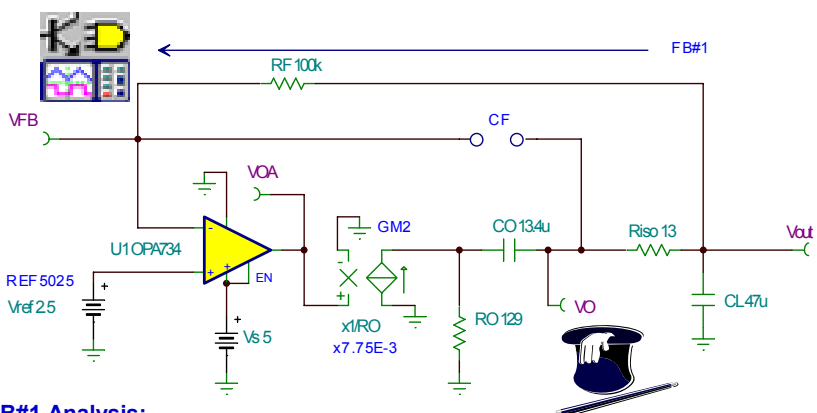 FB#1
RF 100k
VFB
CF
VOA
GM2
CO 13.4u
Riso 13
Vout
U1 OPA734
-
+
+
EN
-
+
REF5025
+
Vref 2.5
VO
CL 47u
+
Vs 5
x1/RO
RO 129
x7.75E-3
B#1 Analysis: